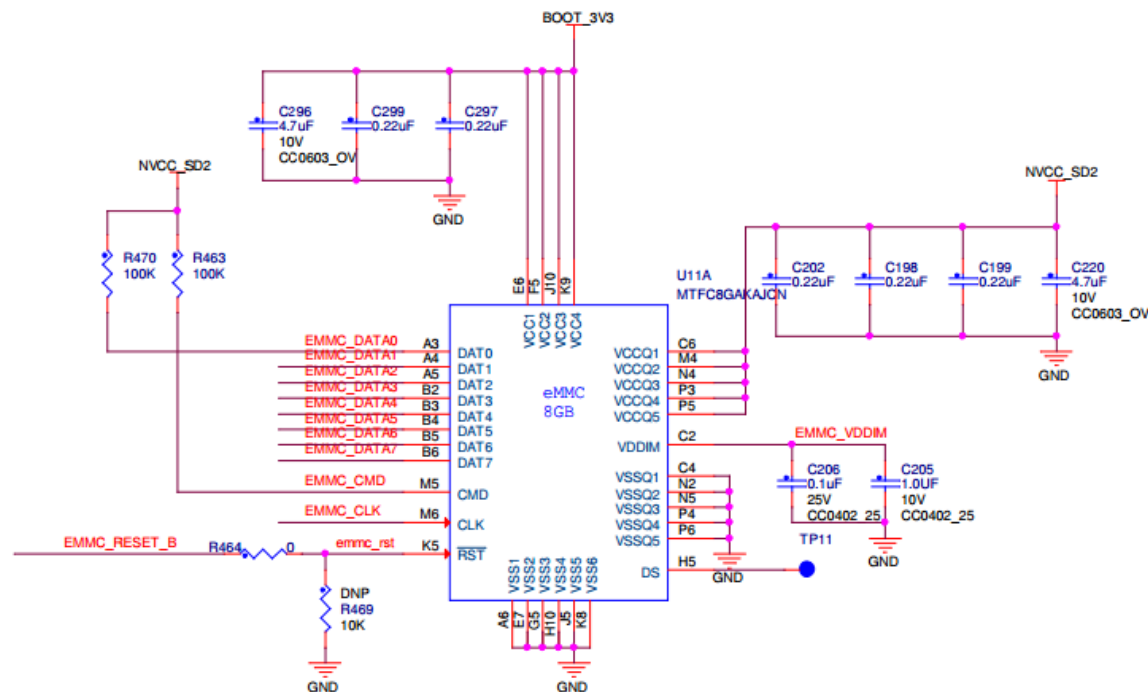 BOOT_3V3
C296
4.7uF
10V
CC0603_OV
C299
0.22uF
C297
0.22uF
GND
NVCC_SD2
R470
100K
R463
100K
NVCC_SD2
C202
0.22uF
C198
0.22uF
C199
0.22uF
C220
4.7uF
10V
CC0603_OV
GND
U11A
MTFC8GAKAJCN
E6
F5
J10
K9
VCC1
VCC2
VCC3
VCC4
eMMC
8GB
EMMC_DATA0 A3 DAT0
EMMC_DATA1 A4 DAT1
EMMC_DATA2 A5 DAT2
EMMC_DATA3 B2 DAT3
EMMC_DATA4 B3 DAT4
EMMC_DATA5 B4 DAT5
EMMC_DATA6 B5 DAT6
EMMC_DATA7 B6 DAT7
EMMC_CMD M5 CMD
EMMC_CLK M6 CLK
EMMC_RESET_B R464 0 emmc_rst K5 RST
DNP
R469
10K
GND
VCCQ1 C6
VCCQ2 M4
VCCQ3 N4
VCCQ4 P3
VCCQ5 P5
VDDIM C2 EMMC_VDDIM
C206
0.1uF
25V
CC0402_25
C205
1.0UF
10V
CC0402_25
GND
VSSQ1 C4
VSSQ2 N2
VSSQ3 N5
VSSQ4 P4
VSSQ5 P6
GND
DS H5 TP11
VSS1
VSS2
VSS3
VSS4
VSS5
VSS6
A6
E7
G5
H10
J5
K8
GND